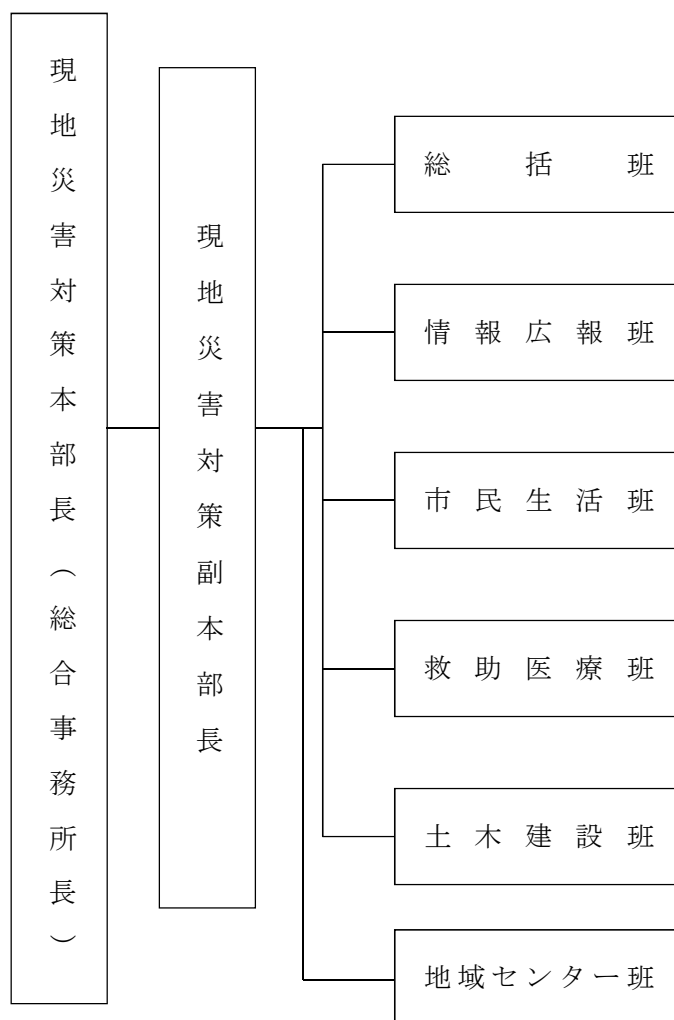 現地災害対策本部長（総合事務所長）
現地災害対策副本部長
総括班
情報広報班
市民生活班
救助医療班
土木建設班
地域センター班